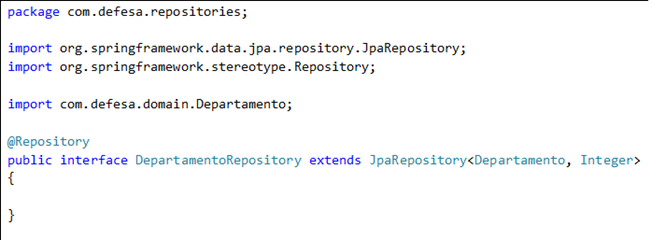 package com.defesa.repositories;
import org.springframework.data.jpa.repository.JpaRepository;
import org.springframework.stereotype.Repository;
import com.defesa.domain.Departamento;
@Repository
public interface DepartamentoRepository extends JpaRepository<Departamento, Integer>
{
}